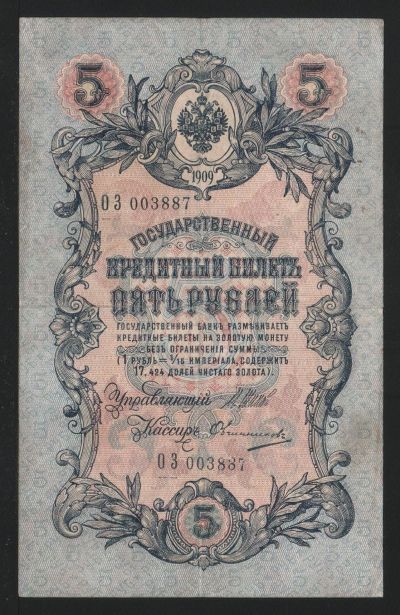 5 5
1909
ОЗ 003887
ГОСУДАРСТВЕННЫЙ
КРЕДИТНЫЙ БИЛЕТЪ
ПЯТЬ РУБЛЕЙ
ГОСУДАРСТВЕННЫЙ БАНКЪ РАЗМѢНИВАЕТЪ
КРЕДИТНЫЕ БИЛЕТЫ НА ЗОЛОТУЮ МОНЕТУ
БЕЗЪ ОГРАНИЧЕНІЯ СУММЫ
(1 РУБЛЬ = 1/15 ИМПЕРІАЛА, СОДЕРЖИТЪ
17,424 ДОЛЕЙ ЧИСТАГО ЗОЛОТА).
Управляющій
Кассиръ Овчинниковъ
ОЗ 003887
5